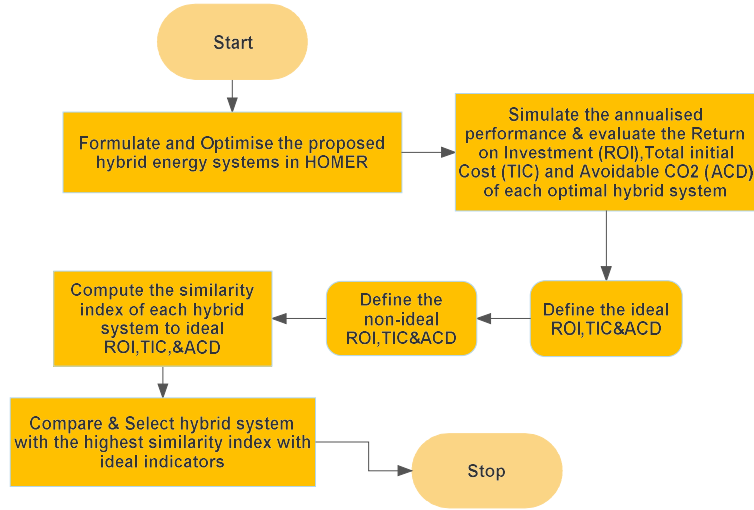 Start
Formulate and Optimise the proposed
hybrid energy systems in HOMER
Simulate the annualised
performance & evaluate the Return
on Investment (ROI),Total initial
Cost (TIC) and Avoidable CO2 (ACD)
of each optimal hybrid system
Define the ideal
ROI,TIC&ACD
Define the
non-ideal
ROI,TIC&ACD
Compute the similarity
index of each hybrid
system to ideal
ROI,TIC,&ACD
Compare & Select hybrid system
with the highest similarity index with
ideal indicators
Stop